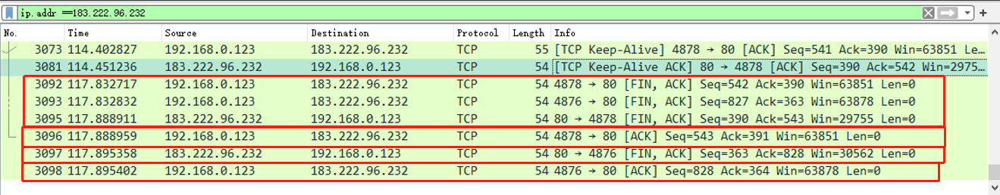 ip.addr ==183.222.96.232
No. Time Source Destination Protocol Length Info
3073 114.402827 192.168.0.123 183.222.96.232 TCP 55 [TCP Keep-Alive] 4878 → 80 [ACK] Seq=541 Ack=390 Win=63851 Le…
3081 114.451236 183.222.96.232 192.168.0.123 TCP 54 [TCP Keep-Alive ACK] 80 → 4878 [ACK] Seq=390 Ack=542 Win=2975…
3092 117.832717 192.168.0.123 183.222.96.232 TCP 54 4878 → 80 [FIN, ACK] Seq=542 Ack=390 Win=63851 Len=0
3093 117.832832 192.168.0.123 183.222.96.232 TCP 54 4876 → 80 [FIN, ACK] Seq=827 Ack=363 Win=63878 Len=0
3095 117.888911 183.222.96.232 192.168.0.123 TCP 54 80 → 4878 [FIN, ACK] Seq=390 Ack=543 Win=29755 Len=0
3096 117.888959 192.168.0.123 183.222.96.232 TCP 54 4878 → 80 [ACK] Seq=543 Ack=391 Win=63851 Len=0
3097 117.895358 183.222.96.232 192.168.0.123 TCP 54 80 → 4876 [FIN, ACK] Seq=363 Ack=828 Win=30562 Len=0
3098 117.895402 192.168.0.123 183.222.96.232 TCP 54 4876 → 80 [ACK] Seq=828 Ack=364 Win=63878 Len=0